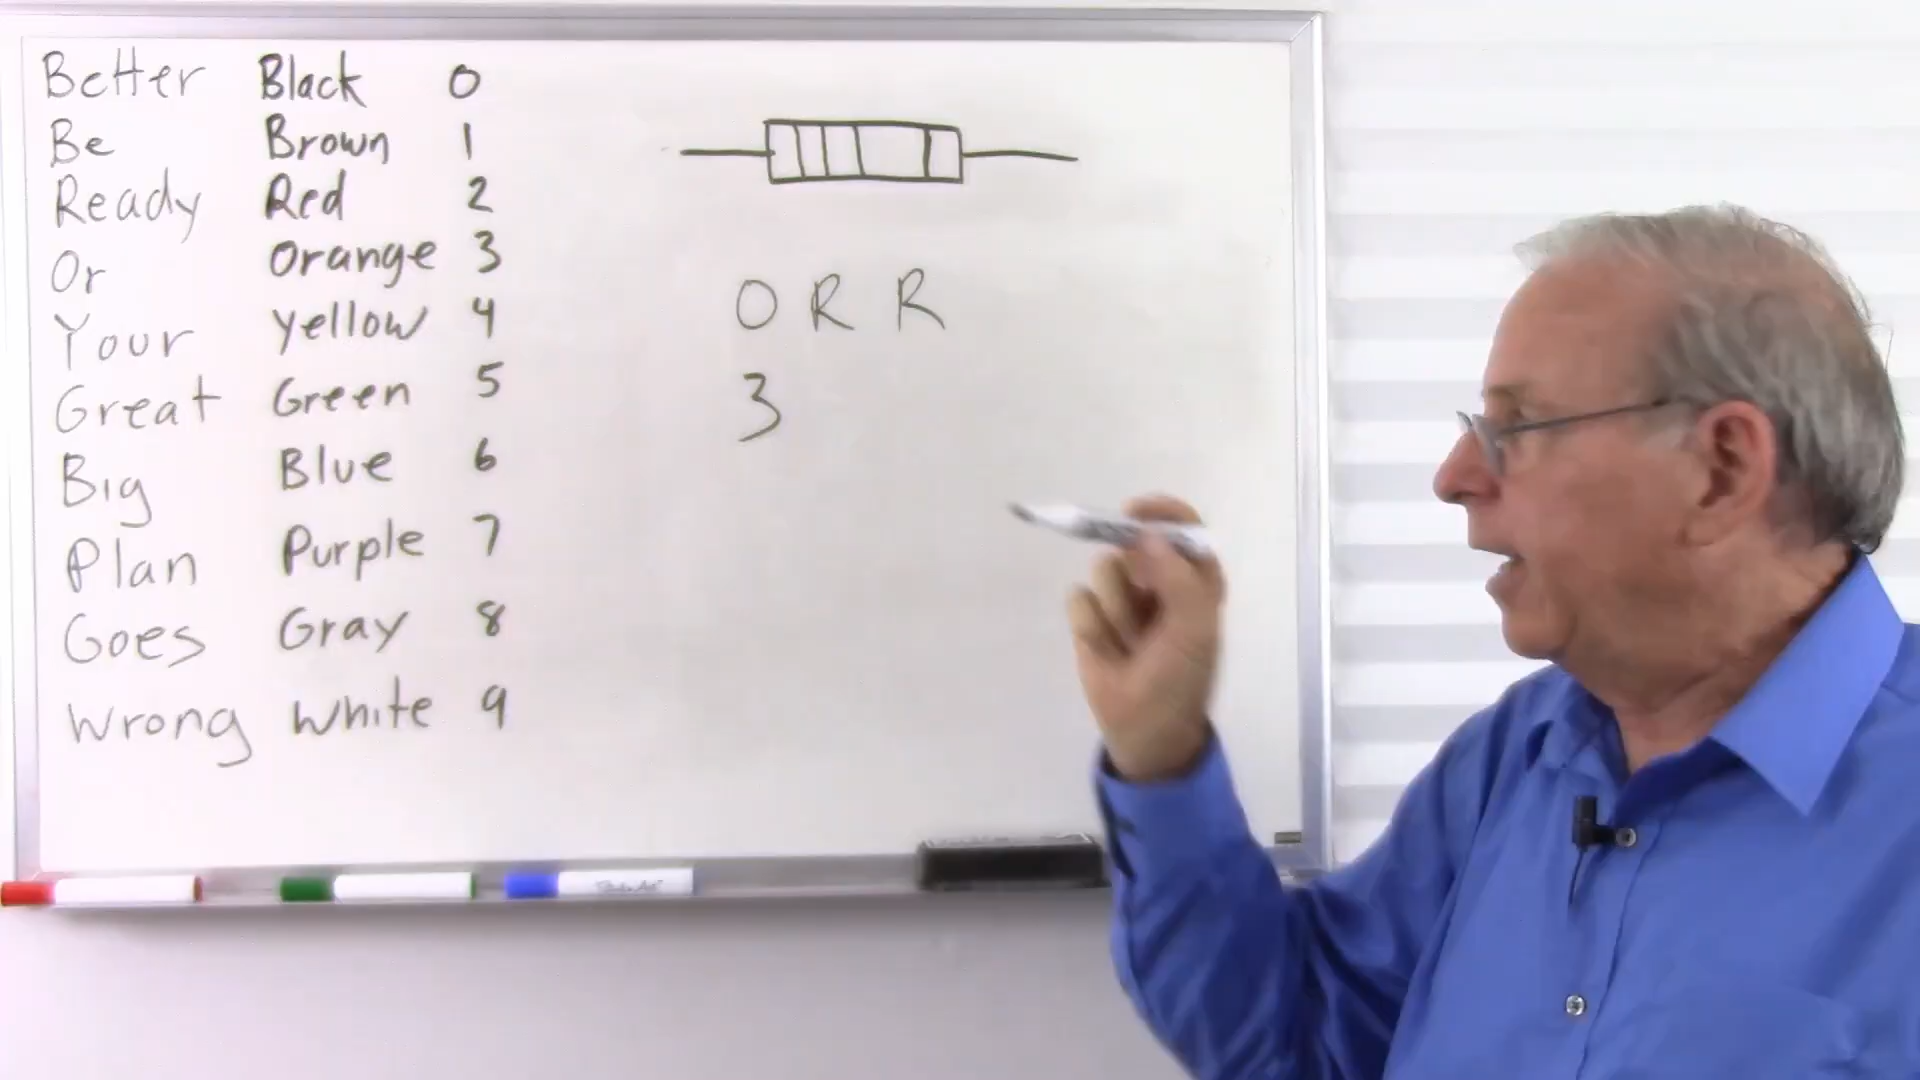 Better Black 0
Be Brown 1
Ready Red 2
Or Orange 3
Your Yellow 4
Great Green 5
Big Blue 6
Plan Purple 7
Goes Gray 8
Wrong White 9
O R R
3